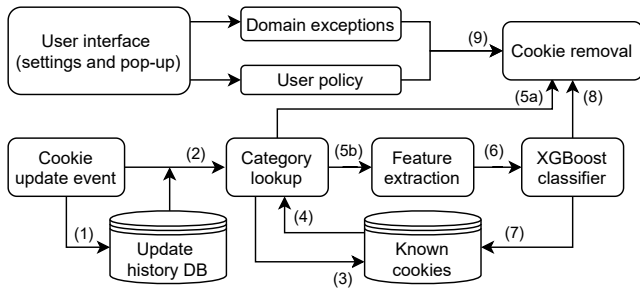 User interface
(settings and pop-up)
Domain exceptions
User policy
(9)
Cookie removal
(5a)
(8)
Cookie
update event
(2)
Category
lookup
(5b)
Feature
extraction
(6)
XGBoost
classifier
(1)
Update
history DB
(4)
(3)
Known
cookies
(7)